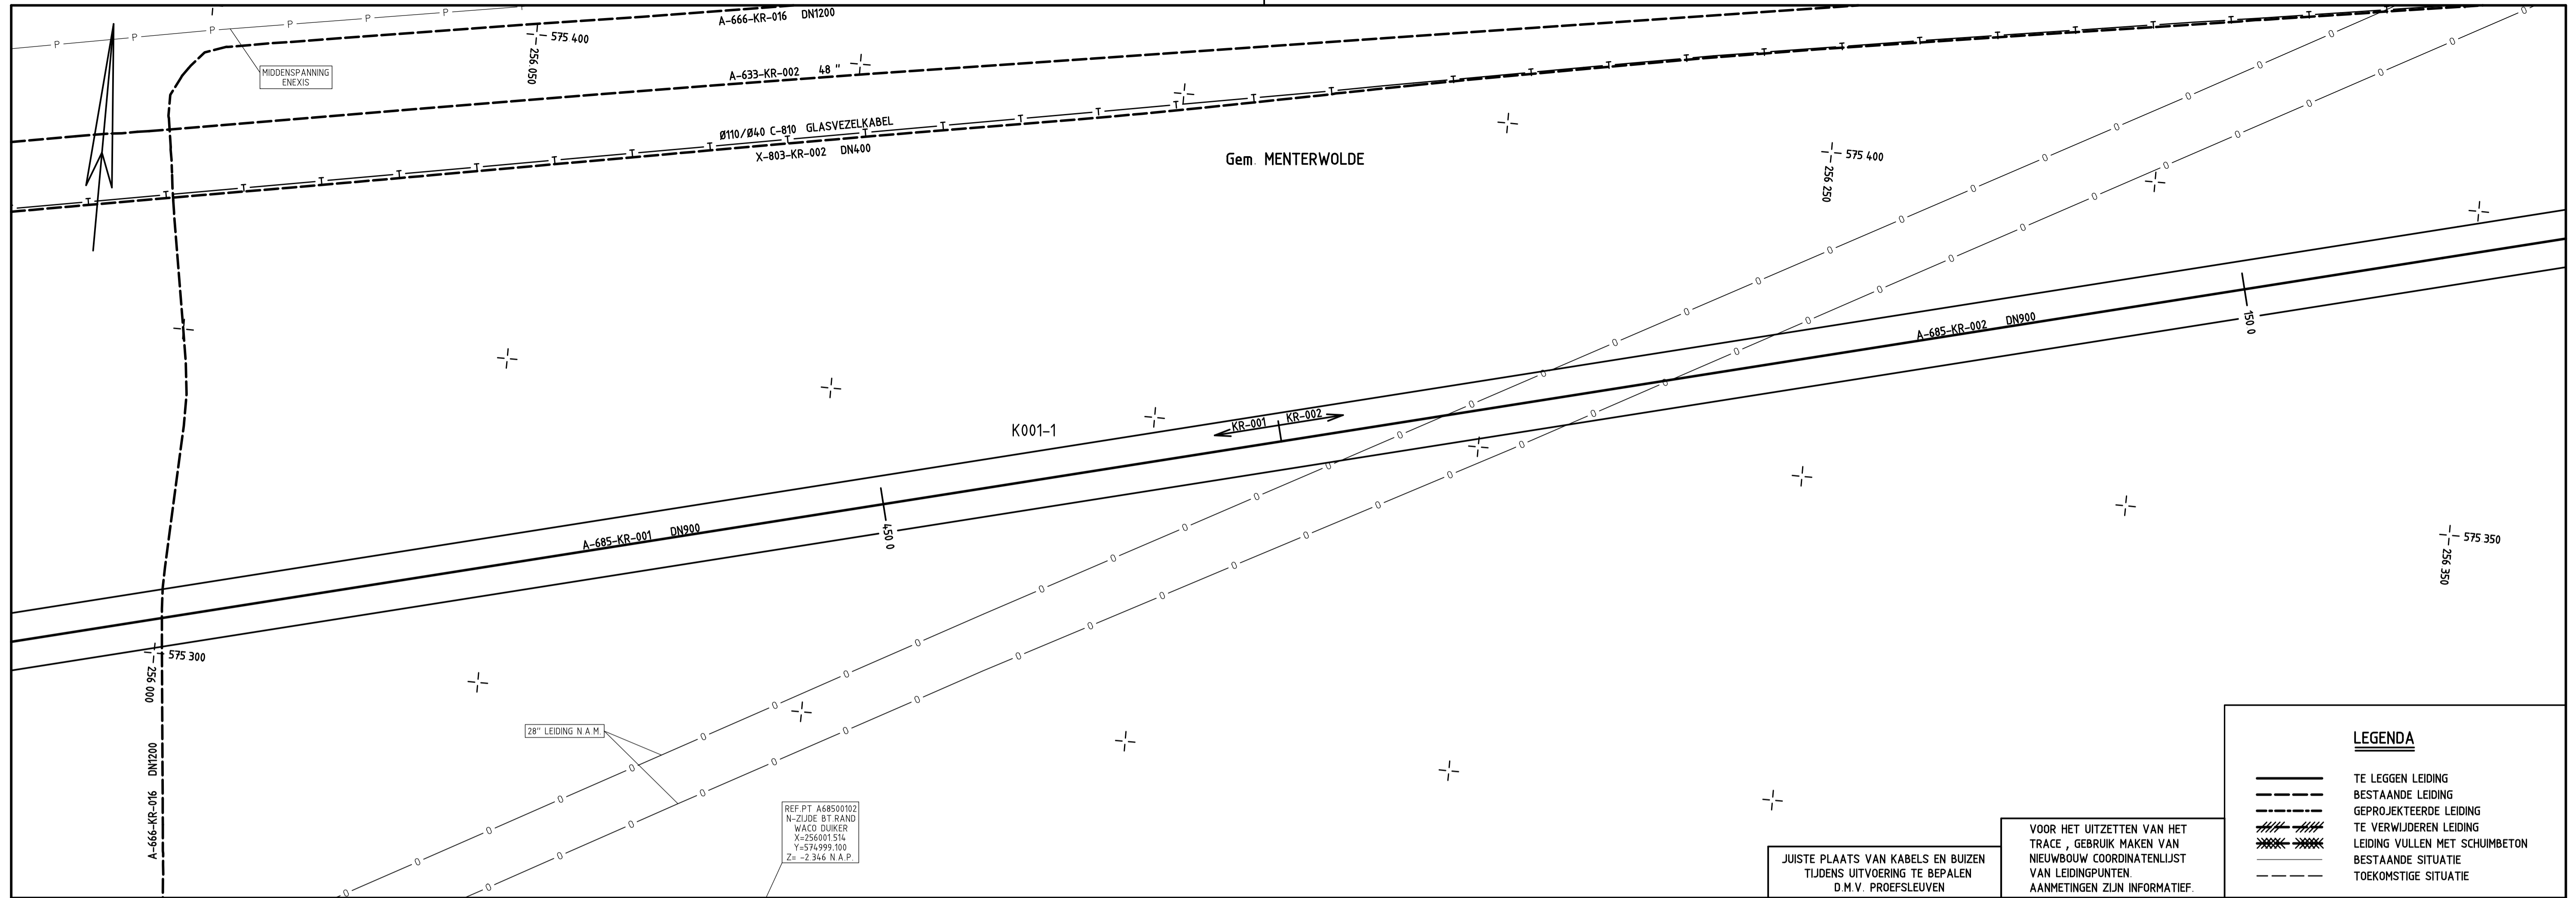 A-666-KR-016 DN1200
575 400
256 050
MIDDENSPANNING
ENEXIS
A-633-KR-002 48 "
Ø110/Ø40 C-810 GLASVEZELKABEL
X-803-KR-002 DN400
Gem. MENTERWOLDE
575 400
256 250
A-685-KR-002 DN900
150 0
K001-1
KR-001
KR-002
A-685-KR-001 DN900
450 0
575 350
256 350
575 300
256 000
A-666-KR-016 DN1200
28" LEIDING N.A.M.
REF.PT A68500102
N-ZIJDE BT.RAND
WACO DUIKER
X=256001.514
Y=574999.100
Z= -2.346 N.A.P.
JUISTE PLAATS VAN KABELS EN BUIZEN
TIJDENS UITVOERING TE BEPALEN
D.M.V. PROEFSLEUVEN
VOOR HET UITZETTEN VAN HET
TRACE , GEBRUIK MAKEN VAN
NIEUWBOUW COORDINATENLIJST
VAN LEIDINGPUNTEN.
AANMETINGEN ZIJN INFORMATIEF.
LEGENDA
TE LEGGEN LEIDING
BESTAANDE LEIDING
GEPROJEKTEERDE LEIDING
TE VERWIJDEREN LEIDING
LEIDING VULLEN MET SCHUIMBETON
BESTAANDE SITUATIE
TOEKOMSTIGE SITUATIE